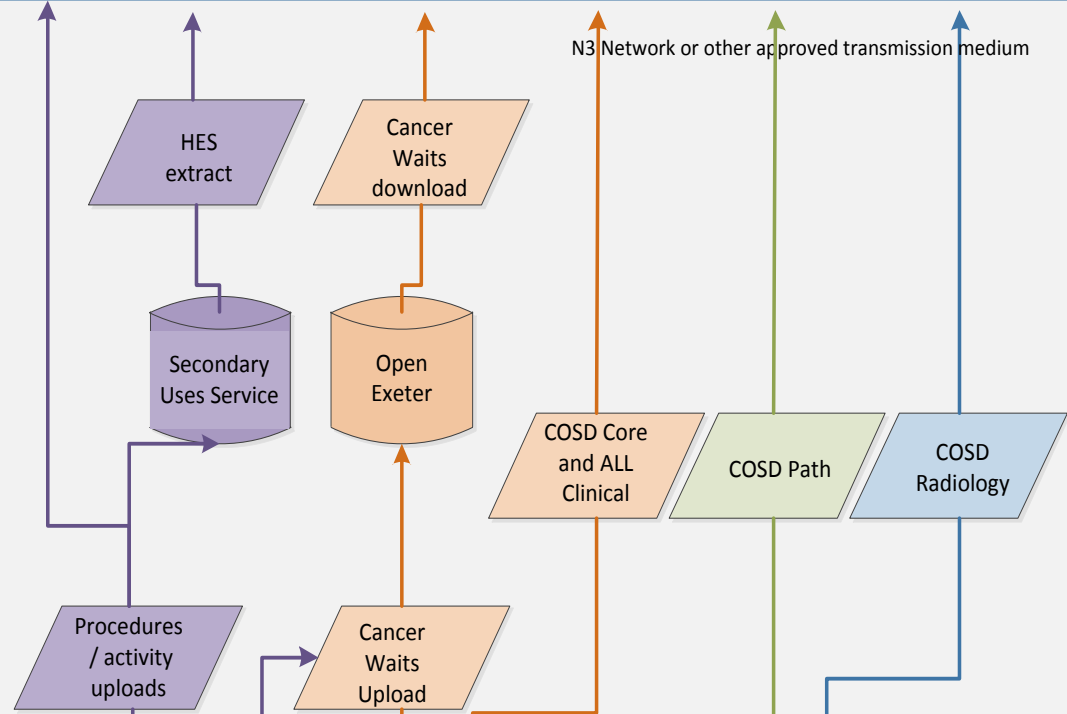 N3 Network or other approved transmission medium
HES
extract
Cancer
Waits
download
Secondary
Uses Service
Open
Exeter
COSD Core
and ALL
Clinical
COSD Path
COSD
Radiology
Procedures
/ activity
uploads
Cancer
Waits
Upload